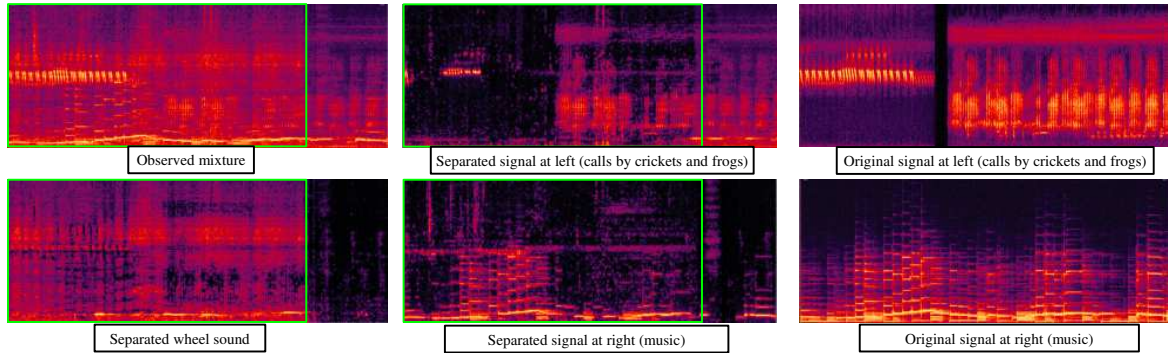 Observed mixture
Separated signal at left (calls by crickets and frogs)
Original signal at left (calls by crickets and frogs)
Separated wheel sound
Separated signal at right (music)
Original signal at right (music)